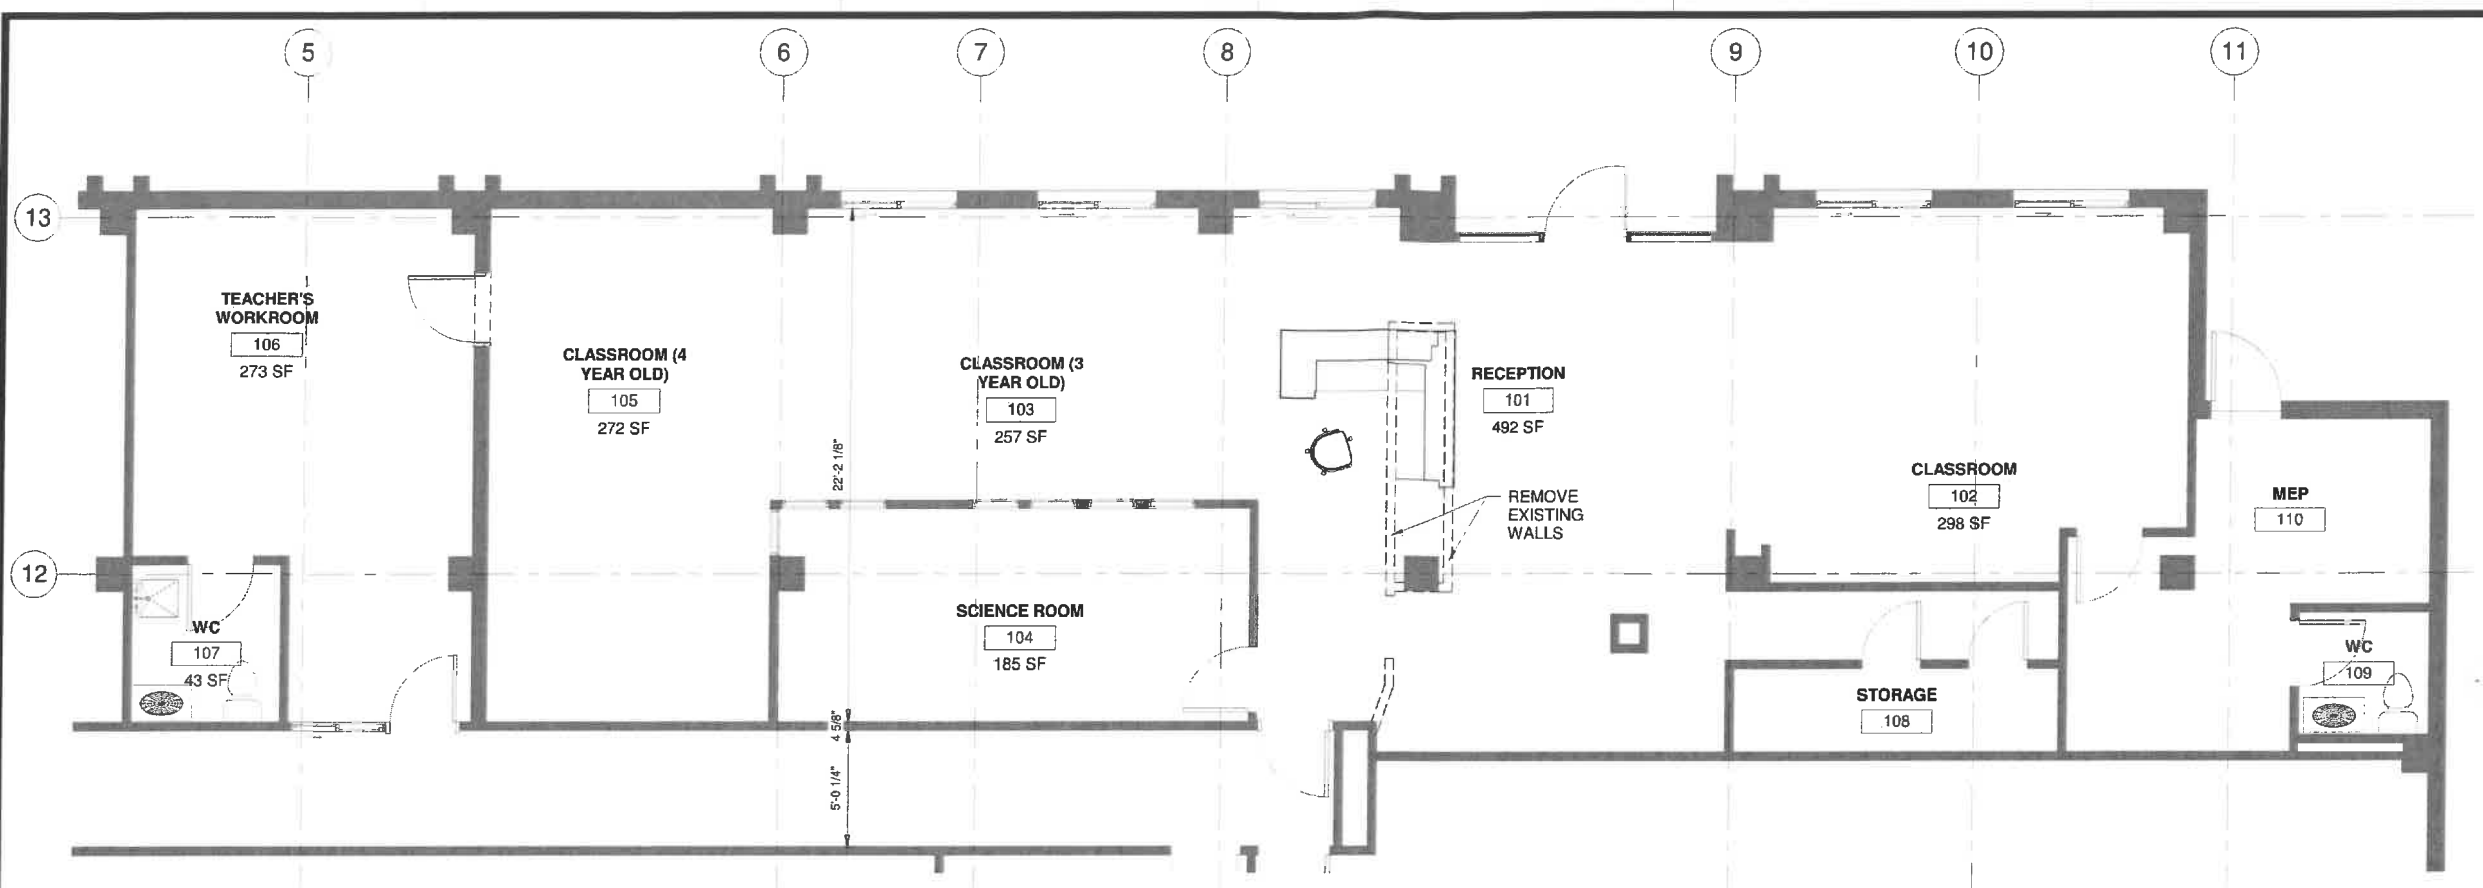 5
6
7
8
9
10
11
13
12
TEACHER'S
WORKROOM
106
273 SF
CLASSROOM (4
YEAR OLD)
105
272 SF
CLASSROOM (3
YEAR OLD)
103
257 SF
22'-2 1/8"
RECEPTION
101
492 SF
REMOVE
EXISTING
WALLS
CLASSROOM
102
298 SF
MEP
110
WC
107
43 SF
SCIENCE ROOM
104
185 SF
4 5/8"
5'-0 1/4"
STORAGE
108
WC
109